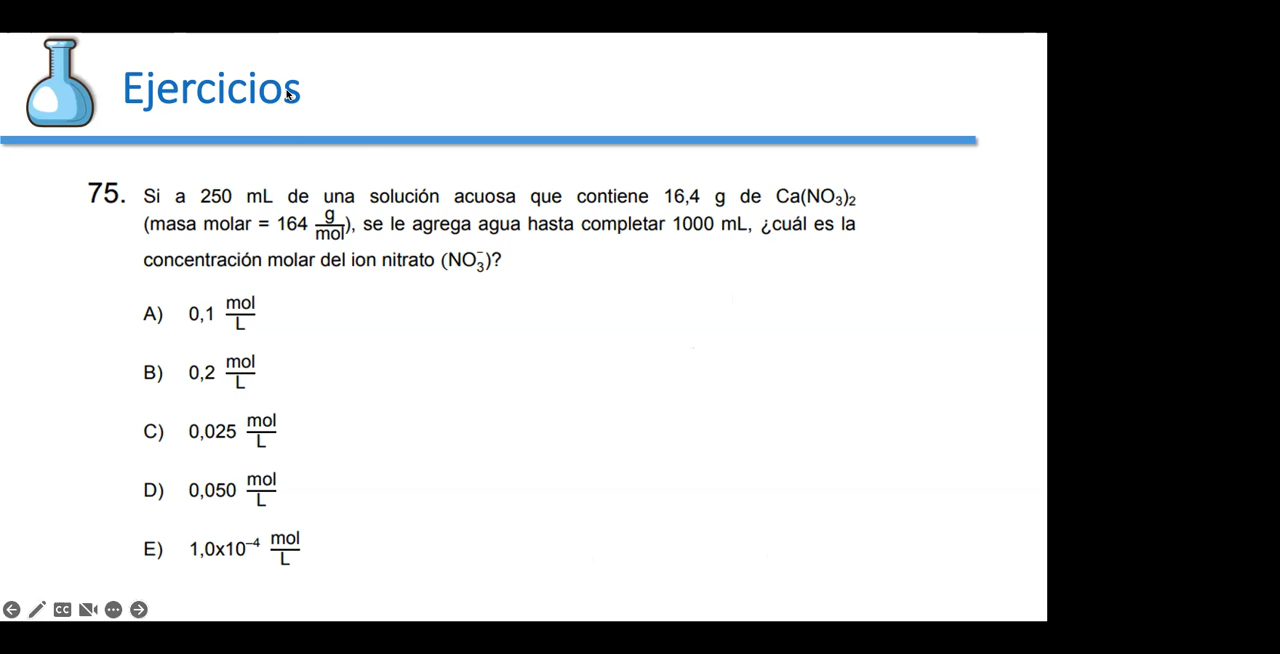 Ejercicios
75. Si a 250 mL de una solución acuosa que contiene 16,4 g de Ca(NO₃)₂
(masa molar = 164 g/mol), se le agrega agua hasta completar 1000 mL, ¿cuál es la
concentración molar del ion nitrato (NO₃⁻)?
A) 0,1 mol/L
B) 0,2 mol/L
C) 0,025 mol/L
D) 0,050 mol/L
E) 1,0x10⁻⁴ mol/L
CC